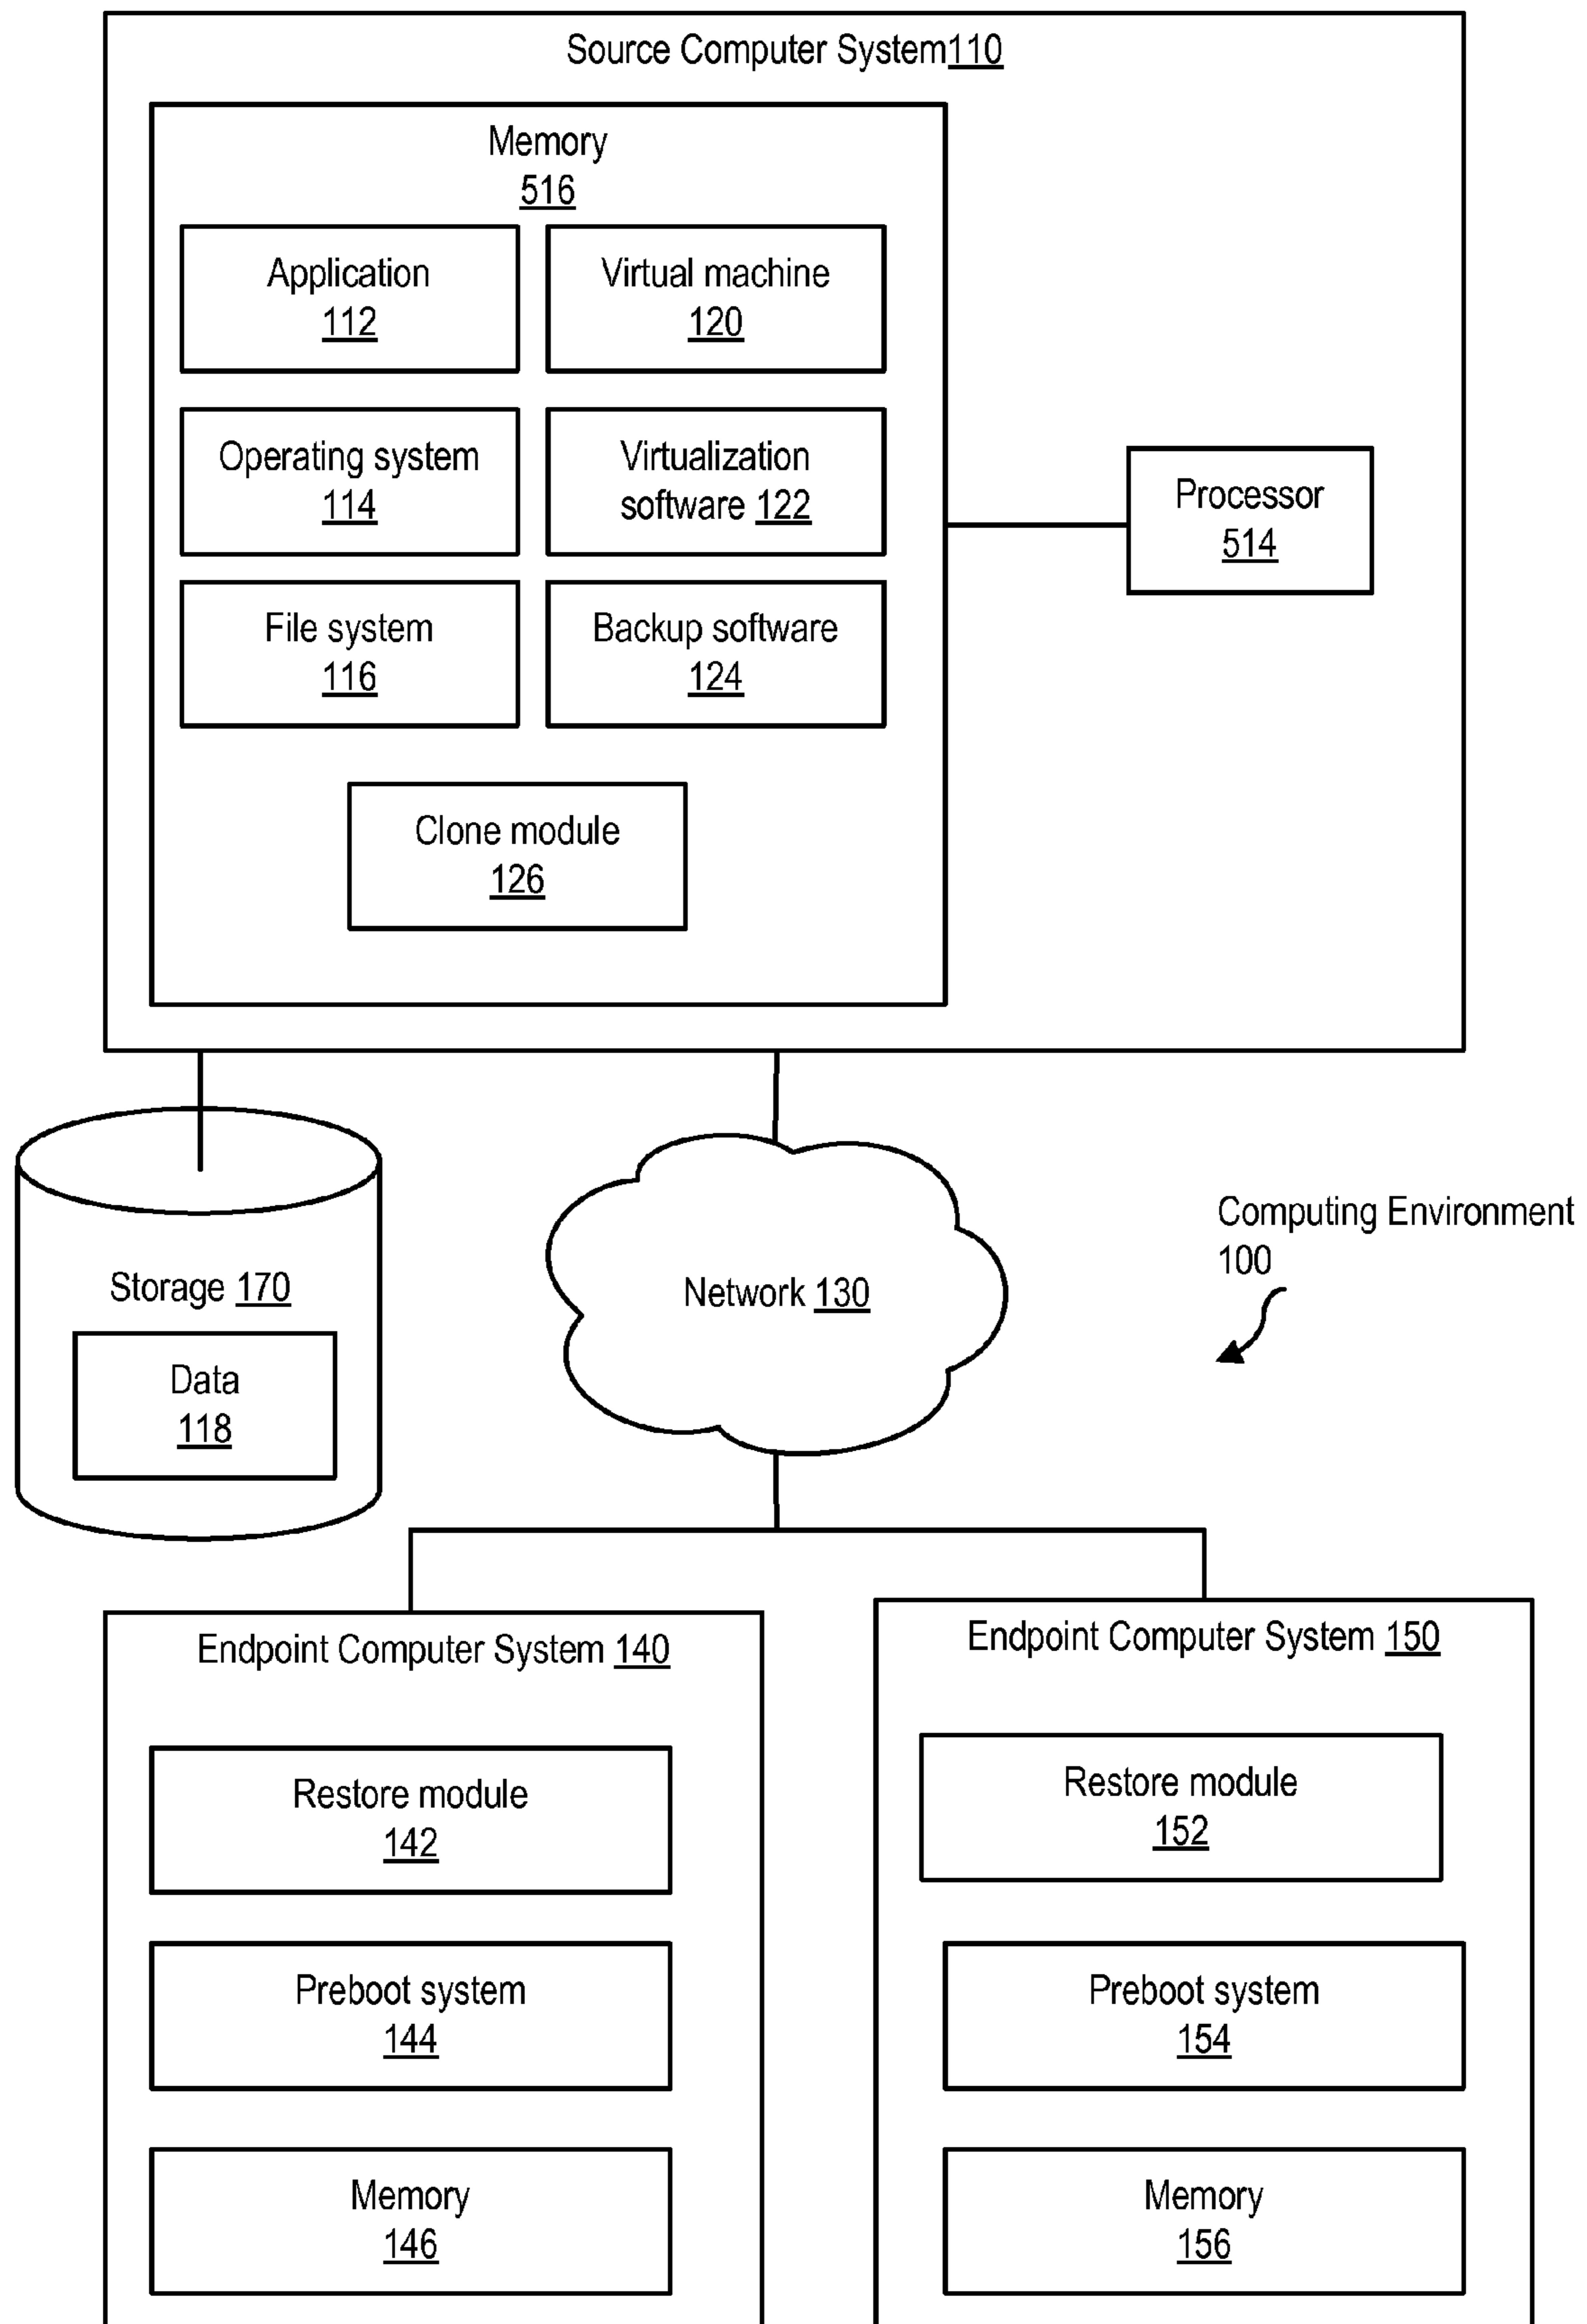 Source Computer System110
Memory
516
Application
112
Virtual machine
120
Operating system
114
Virtualization
software 122
Processor
514
File system
116
Backup software
124
Clone module
126
Storage 170
Data
118
Network 130
Computing Environment
100
Endpoint Computer System 140
Restore module
142
Preboot system
144
Memory
146
Endpoint Computer System 150
Restore module
152
Preboot system
154
Memory
156